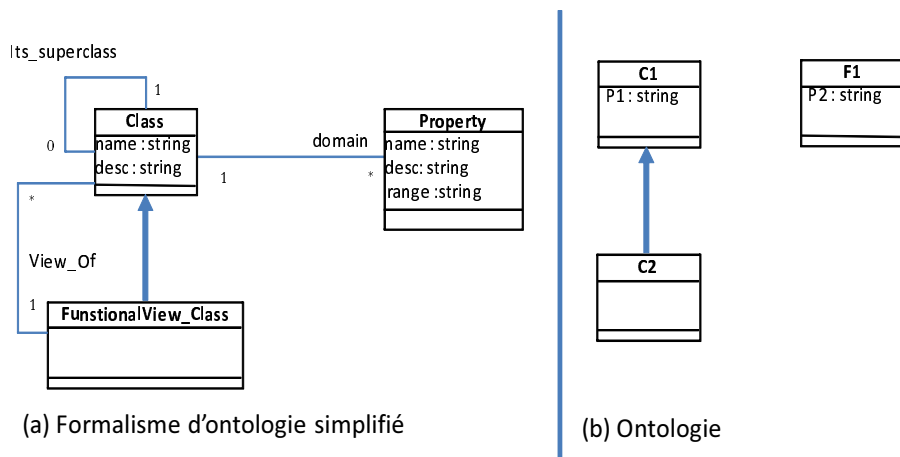 Its_superclass
1
Class
name : string
desc : string
0
domain
1
*
Property
name : string
desc: string
range :string
*
View_Of
1
FunstionalView_Class
(a) Formalisme d'ontologie simplifié
C1
P1 : string
F1
P2 : string
C2
(b) Ontologie